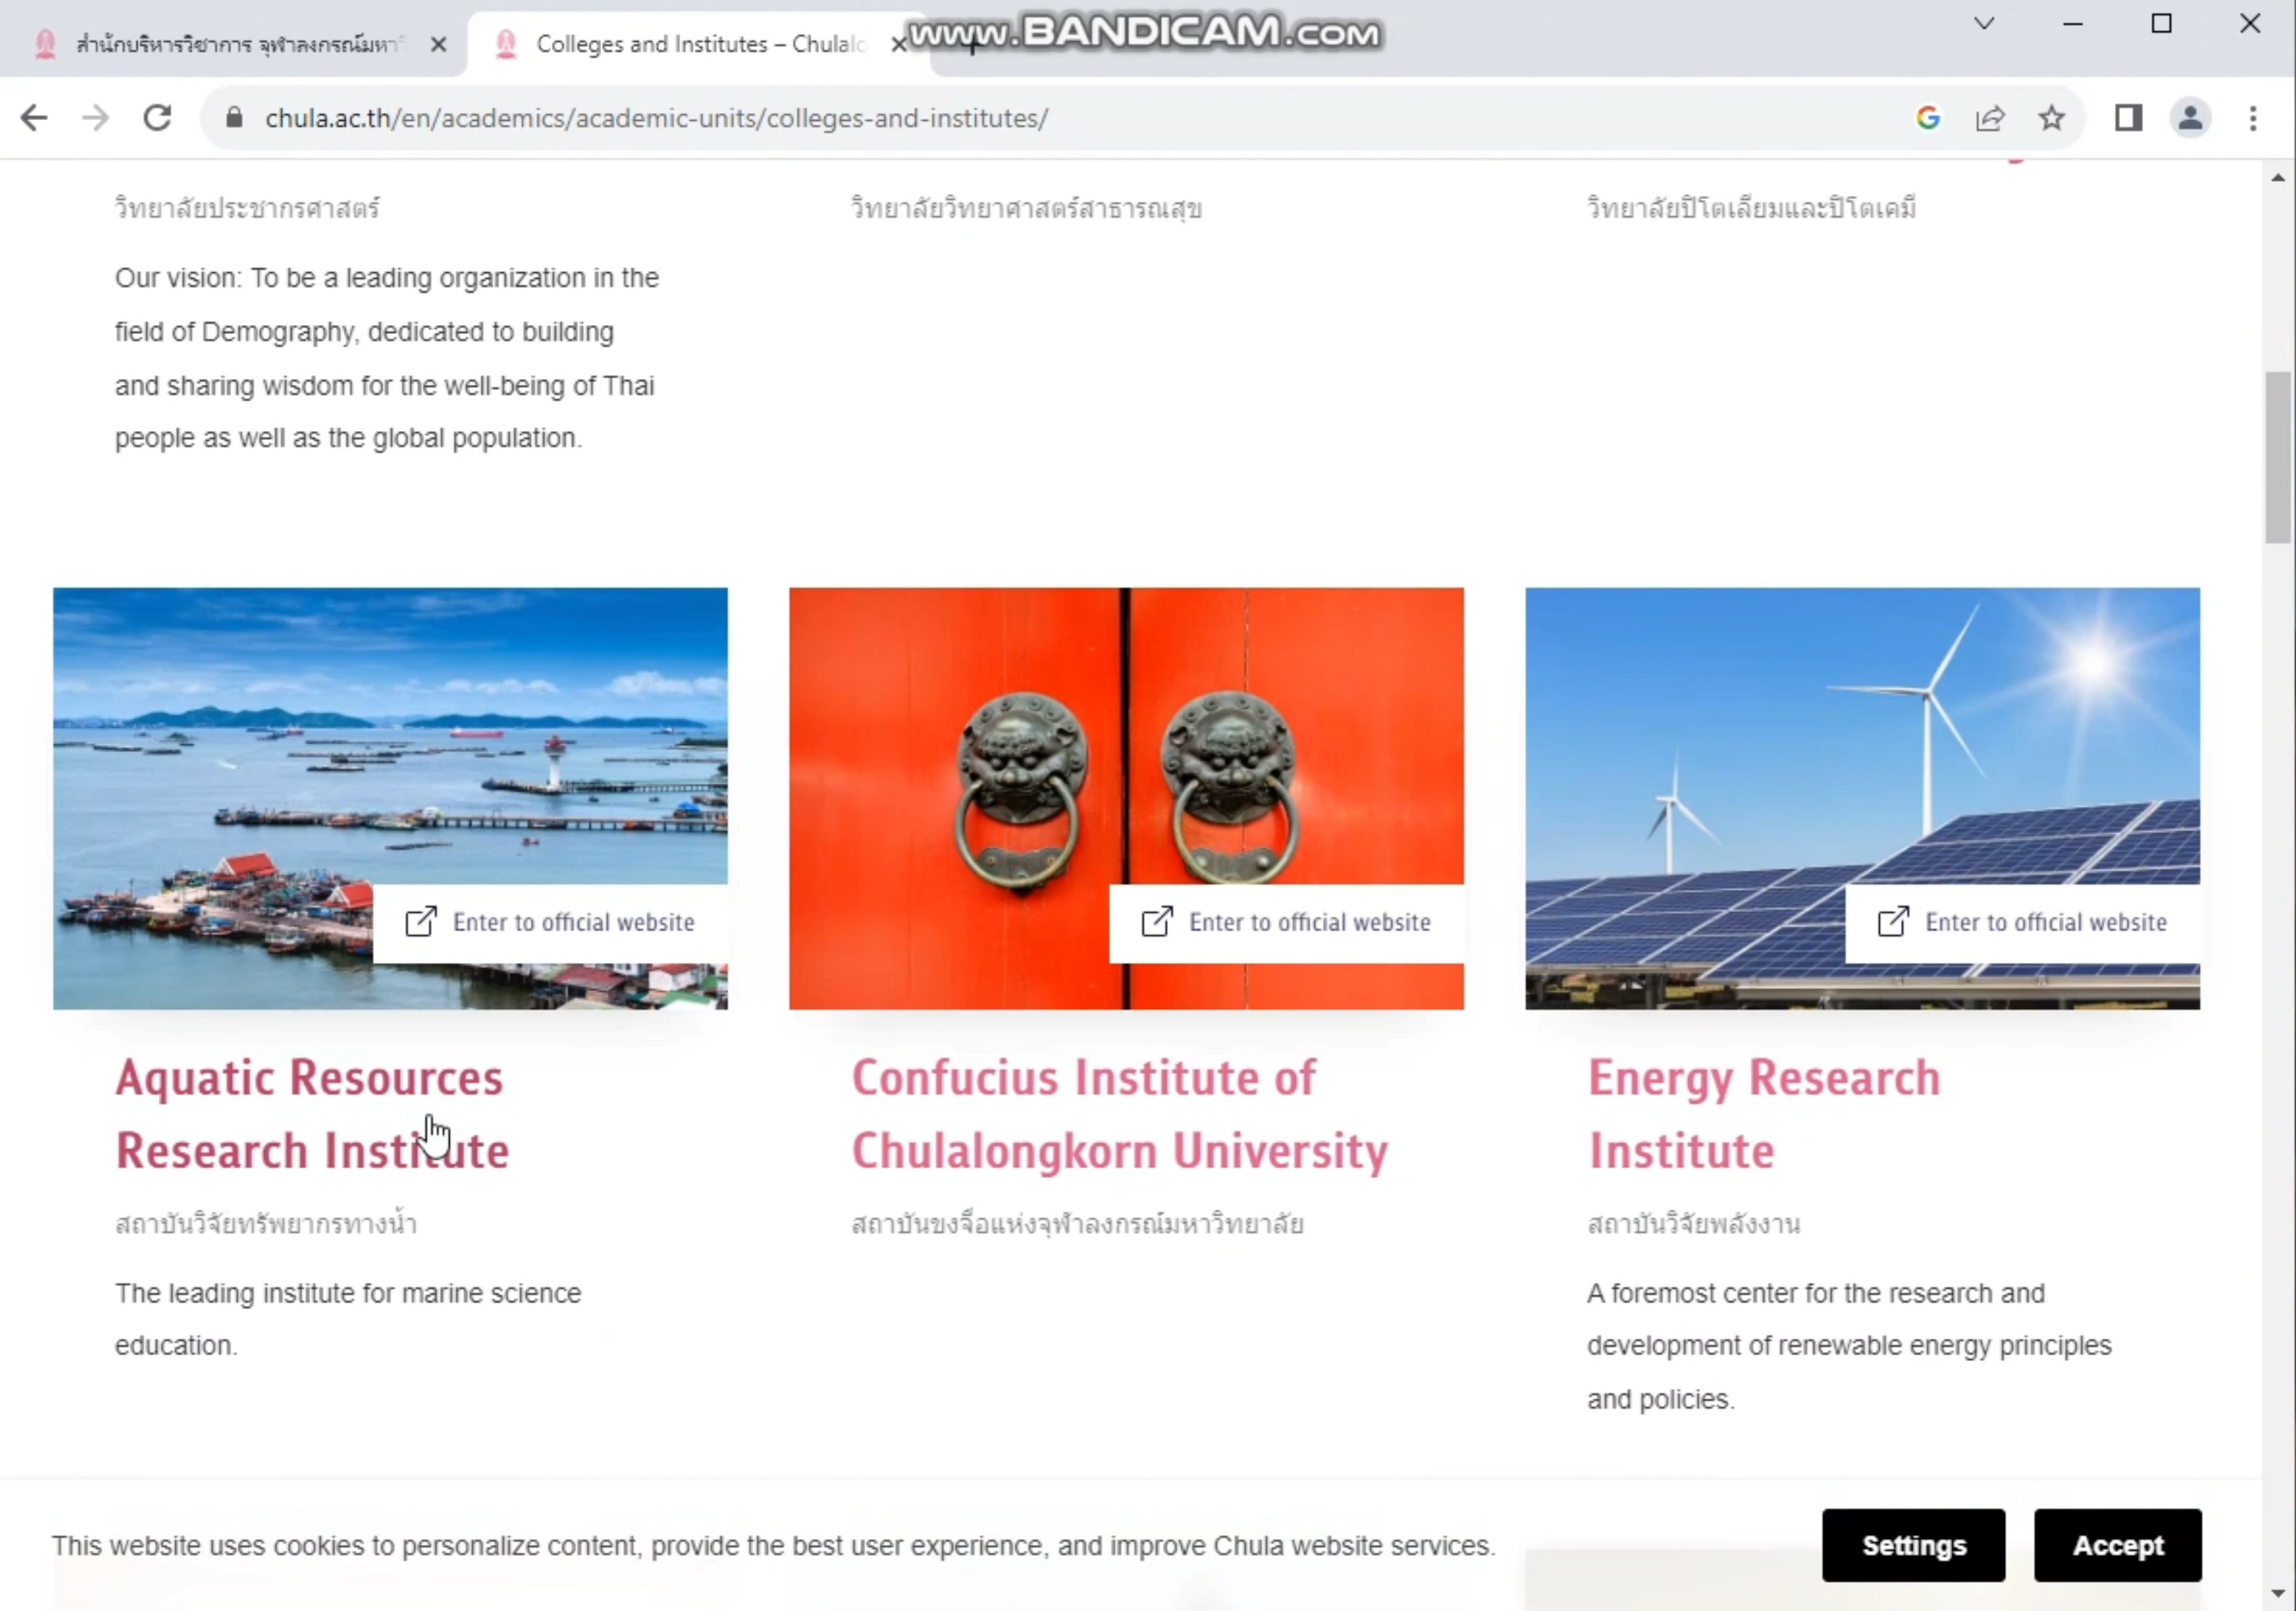 สำนักบริหารวิชาการ จุฬาลงกรณ์มหาวิ
Colleges and Institutes – Chulalo
www.BANDICAM.com
chula.ac.th/en/academics/academic-units/colleges-and-institutes/
วิทยาลัยประชากรศาสตร์
วิทยาลัยวิทยาศาสตร์สาธารณสุข
วิทยาลัยปิโตเลียมและปิโตเคมี
Our vision: To be a leading organization in the
field of Demography, dedicated to building
and sharing wisdom for the well-being of Thai
people as well as the global population.
Enter to official website
Enter to official website
Enter to official website
Aquatic Resources
Research Institute
สถาบันวิจัยทรัพยากรทางน้ำ
The leading institute for marine science
education.
Confucius Institute of
Chulalongkorn University
สถาบันขงจื่อแห่งจุฬาลงกรณ์มหาวิทยาลัย
Energy Research
Institute
สถาบันวิจัยพลังงาน
A foremost center for the research and
development of renewable energy principles
and policies.
This website uses cookies to personalize content, provide the best user experience, and improve Chula website services.
Settings
Accept